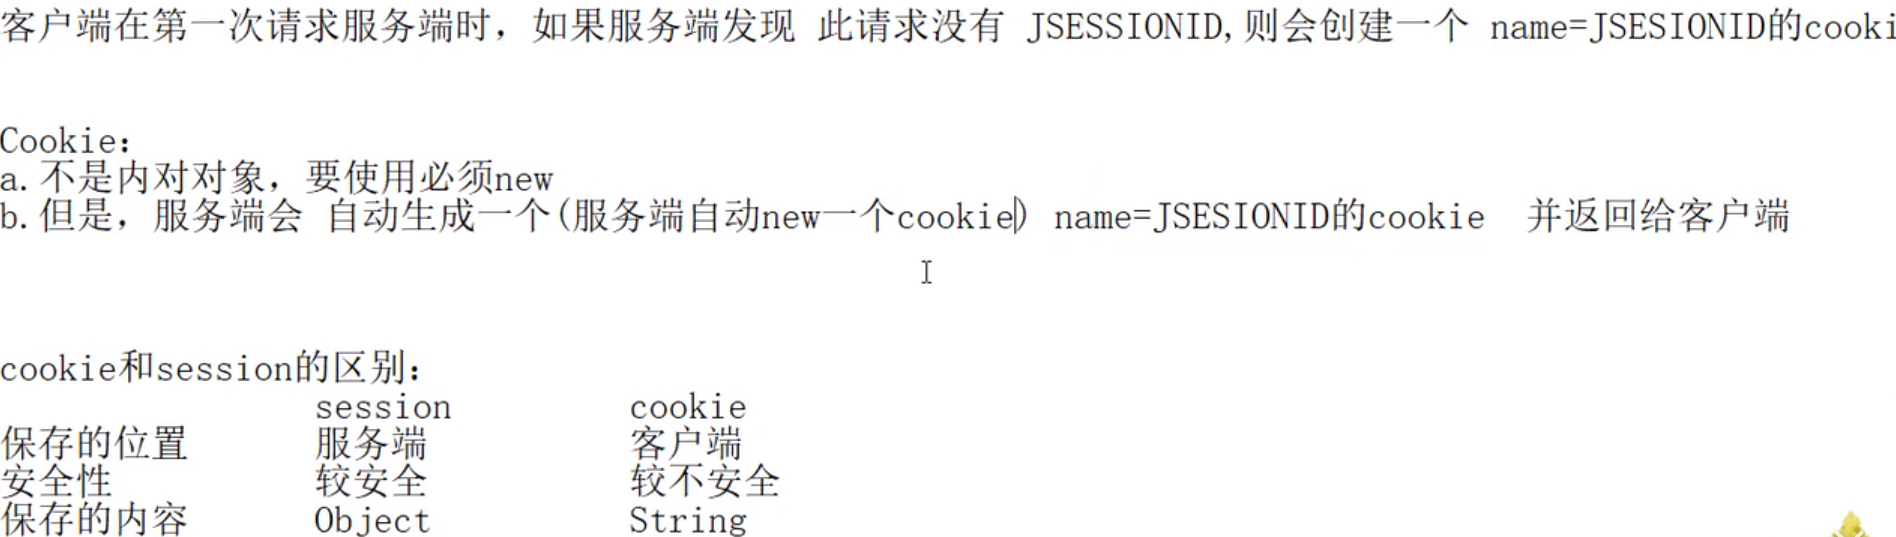 客户端在第一次请求服务端时，如果服务端发现 此请求没有 JSESSIONID,则会创建一个 name=JSESIONID的cooki
Cookie：
a.不是内对对象，要使用必须new
b.但是，服务端会 自动生成一个(服务端自动new一个cookie) name=JSESIONID的cookie 并返回给客户端
cookie和session的区别：
session cookie
保存的位置 服务端 客户端
安全性 较安全 较不安全
保存的内容 Object String